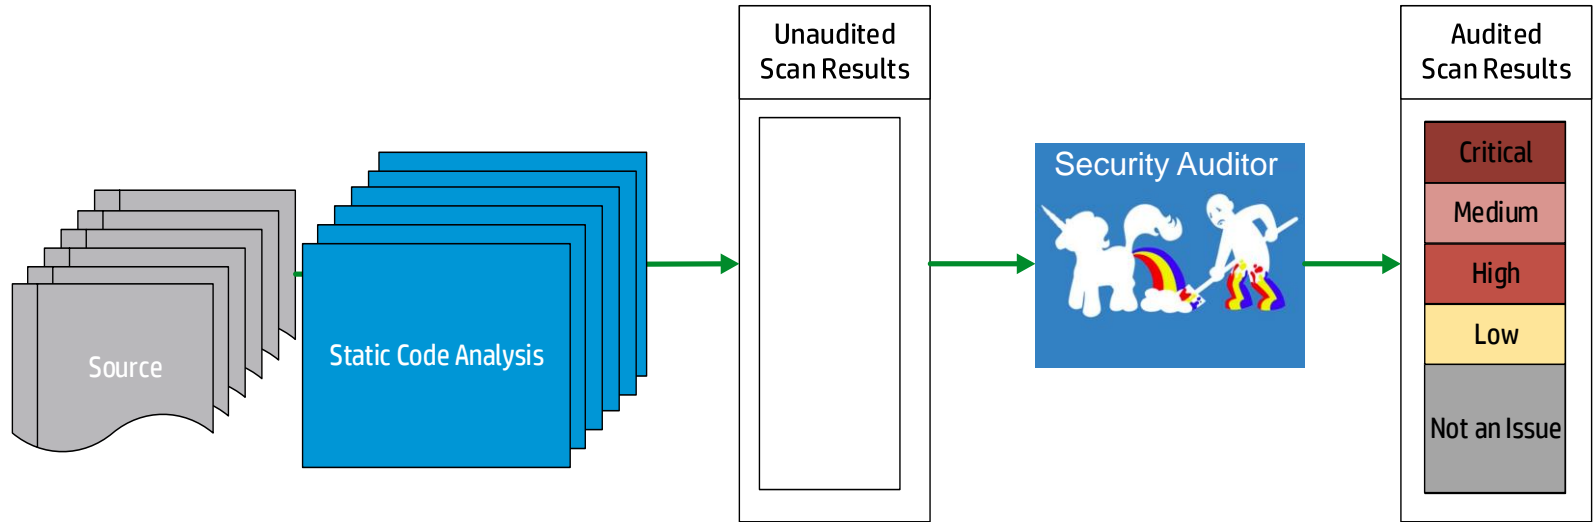 Unaudited
Scan Results
Audited
Scan Results
Security Auditor
Critical
Medium
High
Low
Not an Issue
Static Code Analysis
Source